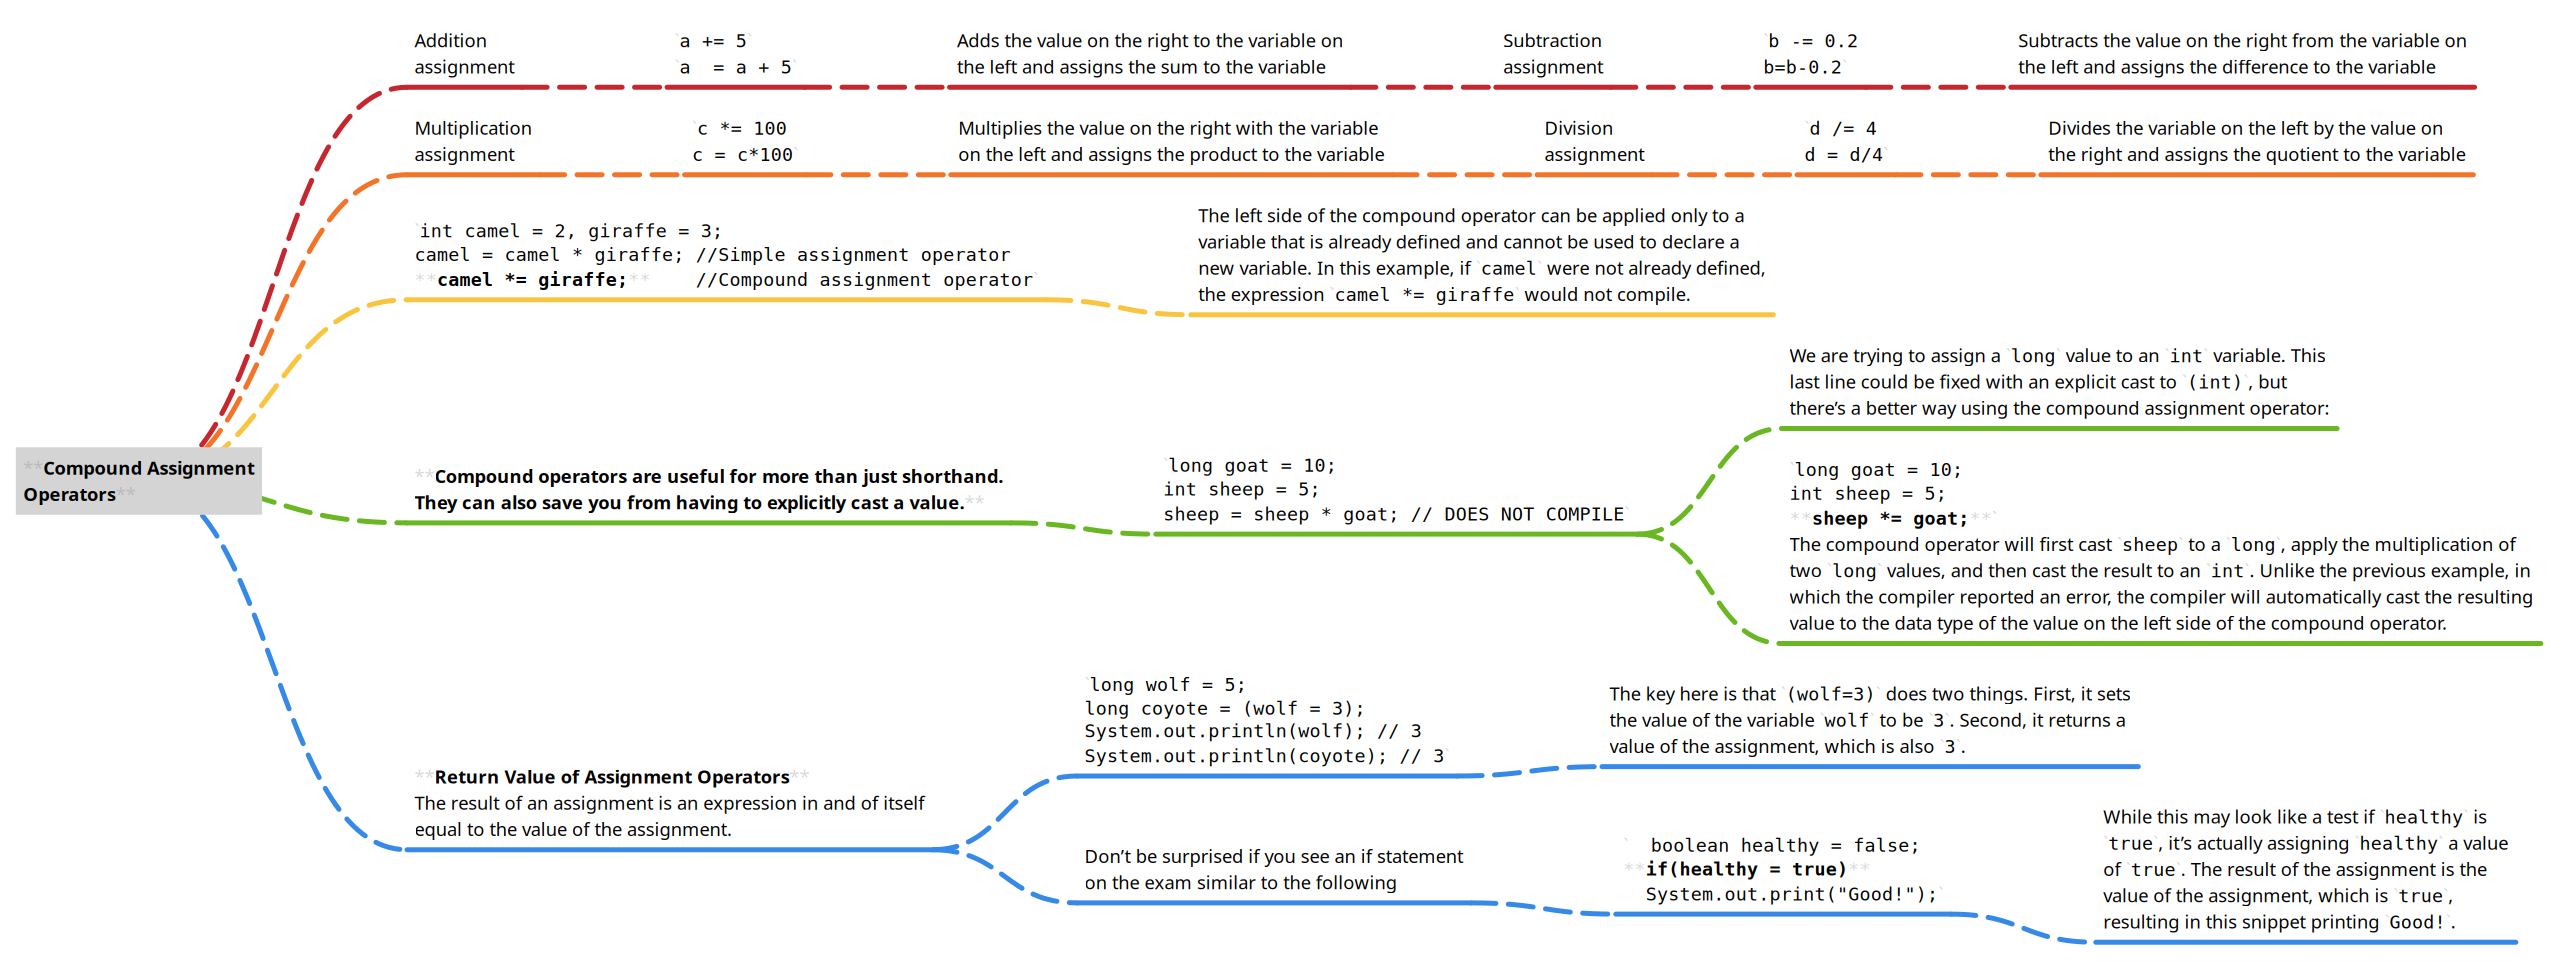 **Compound Assignment
Operators**
Addition
assignment
`a += 5`
`a  = a + 5`
Adds the value on the right to the variable on
the left and assigns the sum to the variable
Subtraction
assignment
`b -= 0.2
b=b-0.2`
Subtracts the value on the right from the variable on
the left and assigns the difference to the variable
Multiplication
assignment
`c *= 100
c = c*100`
Multiplies the value on the right with the variable
on the left and assigns the product to the variable
Division
assignment
`d /= 4
d = d/4`
Divides the variable on the left by the value on
the right and assigns the quotient to the variable
`int camel = 2, giraffe = 3;
camel = camel * giraffe; //Simple assignment operator
**camel *= giraffe;**    //Compound assignment operator`
The left side of the compound operator can be applied only to a
variable that is already defined and cannot be used to declare a
new variable. In this example, if `camel` were not already defined,
the expression `camel *= giraffe` would not compile.
**Compound operators are useful for more than just shorthand.
They can also save you from having to explicitly cast a value.**
`long goat = 10;
int sheep = 5;
sheep = sheep * goat; // DOES NOT COMPILE`
We are trying to assign a `long` value to an `int` variable. This
last line could be fixed with an explicit cast to `(int)`, but
there’s a better way using the compound assignment operator:
`long goat = 10;
int sheep = 5;
**sheep *= goat;**`
The compound operator will first cast `sheep` to a `long`, apply the multiplication of
two `long` values, and then cast the result to an `int`. Unlike the previous example, in
which the compiler reported an error, the compiler will automatically cast the resulting
value to the data type of the value on the left side of the compound operator.
**Return Value of Assignment Operators**
The result of an assignment is an expression in and of itself
equal to the value of the assignment.
`long wolf = 5;
long coyote = (wolf = 3);
System.out.println(wolf); // 3
System.out.println(coyote); // 3`
The key here is that `(wolf=3)` does two things. First, it sets
the value of the variable `wolf` to be `3`. Second, it returns a
value of the assignment, which is also `3`.
Don’t be surprised if you see an if statement
on the exam similar to the following
`  boolean healthy = false;
**if(healthy = true)**
  System.out.print("Good!");`
While this may look like a test if `healthy` is
`true`, it’s actually assigning `healthy` a value
of `true`. The result of the assignment is the
value of the assignment, which is `true`,
resulting in this snippet printing `Good!`.